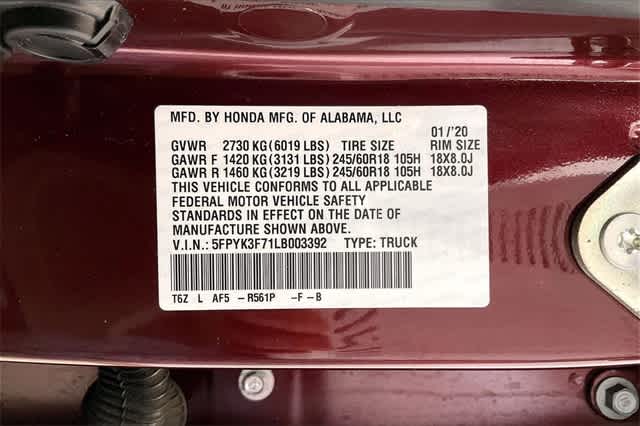 MFD. BY HONDA MFG. OF ALABAMA, LLC
01/'20
GVWR 2730 KG(6019 LBS) TIRE SIZE RIM SIZE
GAWR F 1420 KG(3131 LBS) 245/60R18 105H 18X8.0J
GAWR R 1460 KG(3219 LBS) 245/60R18 105H 18X8.0J
THIS VEHICLE CONFORMS TO ALL APPLICABLE
FEDERAL MOTOR VEHICLE SAFETY
STANDARDS IN EFFECT ON THE DATE OF
MANUFACTURE SHOWN ABOVE.
V.I.N.: 5FPYK3F71LB003392 TYPE: TRUCK
T6Z L AF5 -R561P -F-B